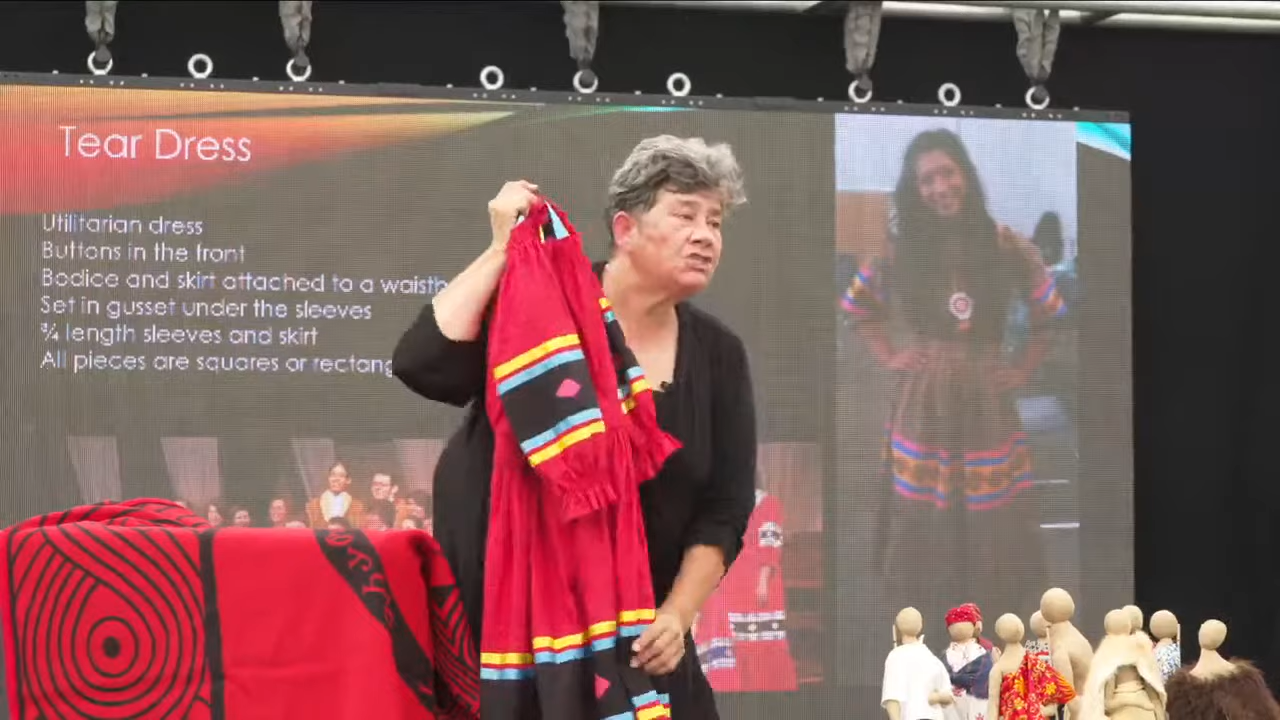 Tear Dress
Utilitarian dress
Buttons in the front
Bodice and skirt attached to a
Set in gusset under the sleeves
¾ length sleeves and skirt
All pieces are squares or